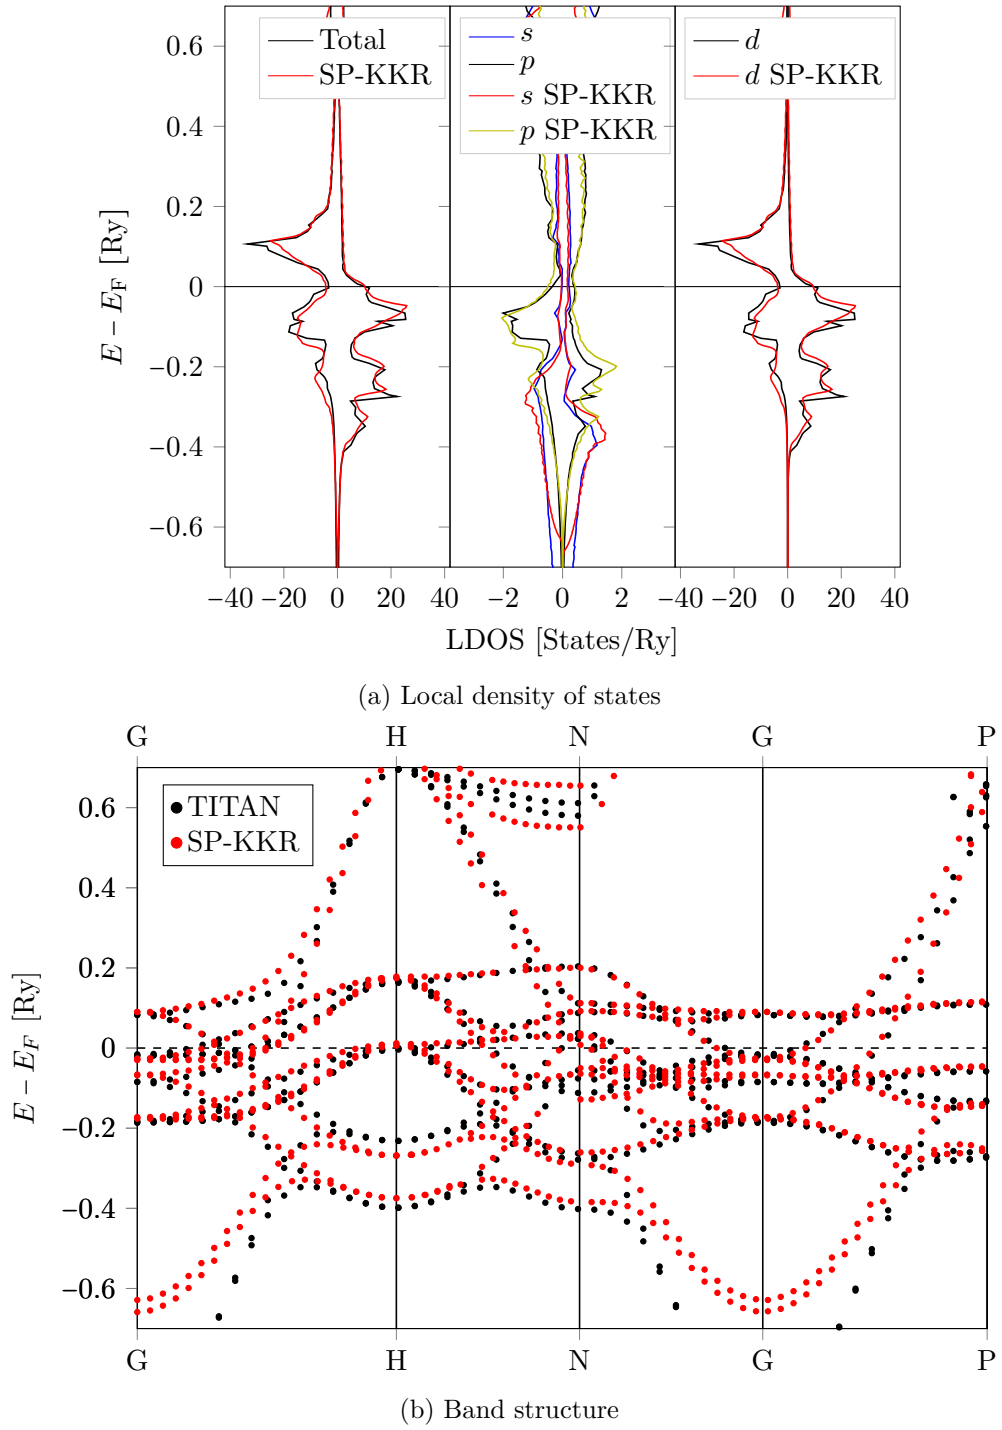 Total
SP-KKR
s
p
s SP-KKR
p SP-KKR
d
d SP-KKR
E − E_F [Ry]
0.6
0.4
0.2
0
−0.2
−0.4
−0.6
−40 −20 0 20 40
−2 0 2
−40 −20 0 20 40
LDOS [States/Ry]
(a) Local density of states
G H N G P
TITAN
SP-KKR
E − E_F [Ry]
0.6
0.4
0.2
0
−0.2
−0.4
−0.6
G H N G P
(b) Band structure